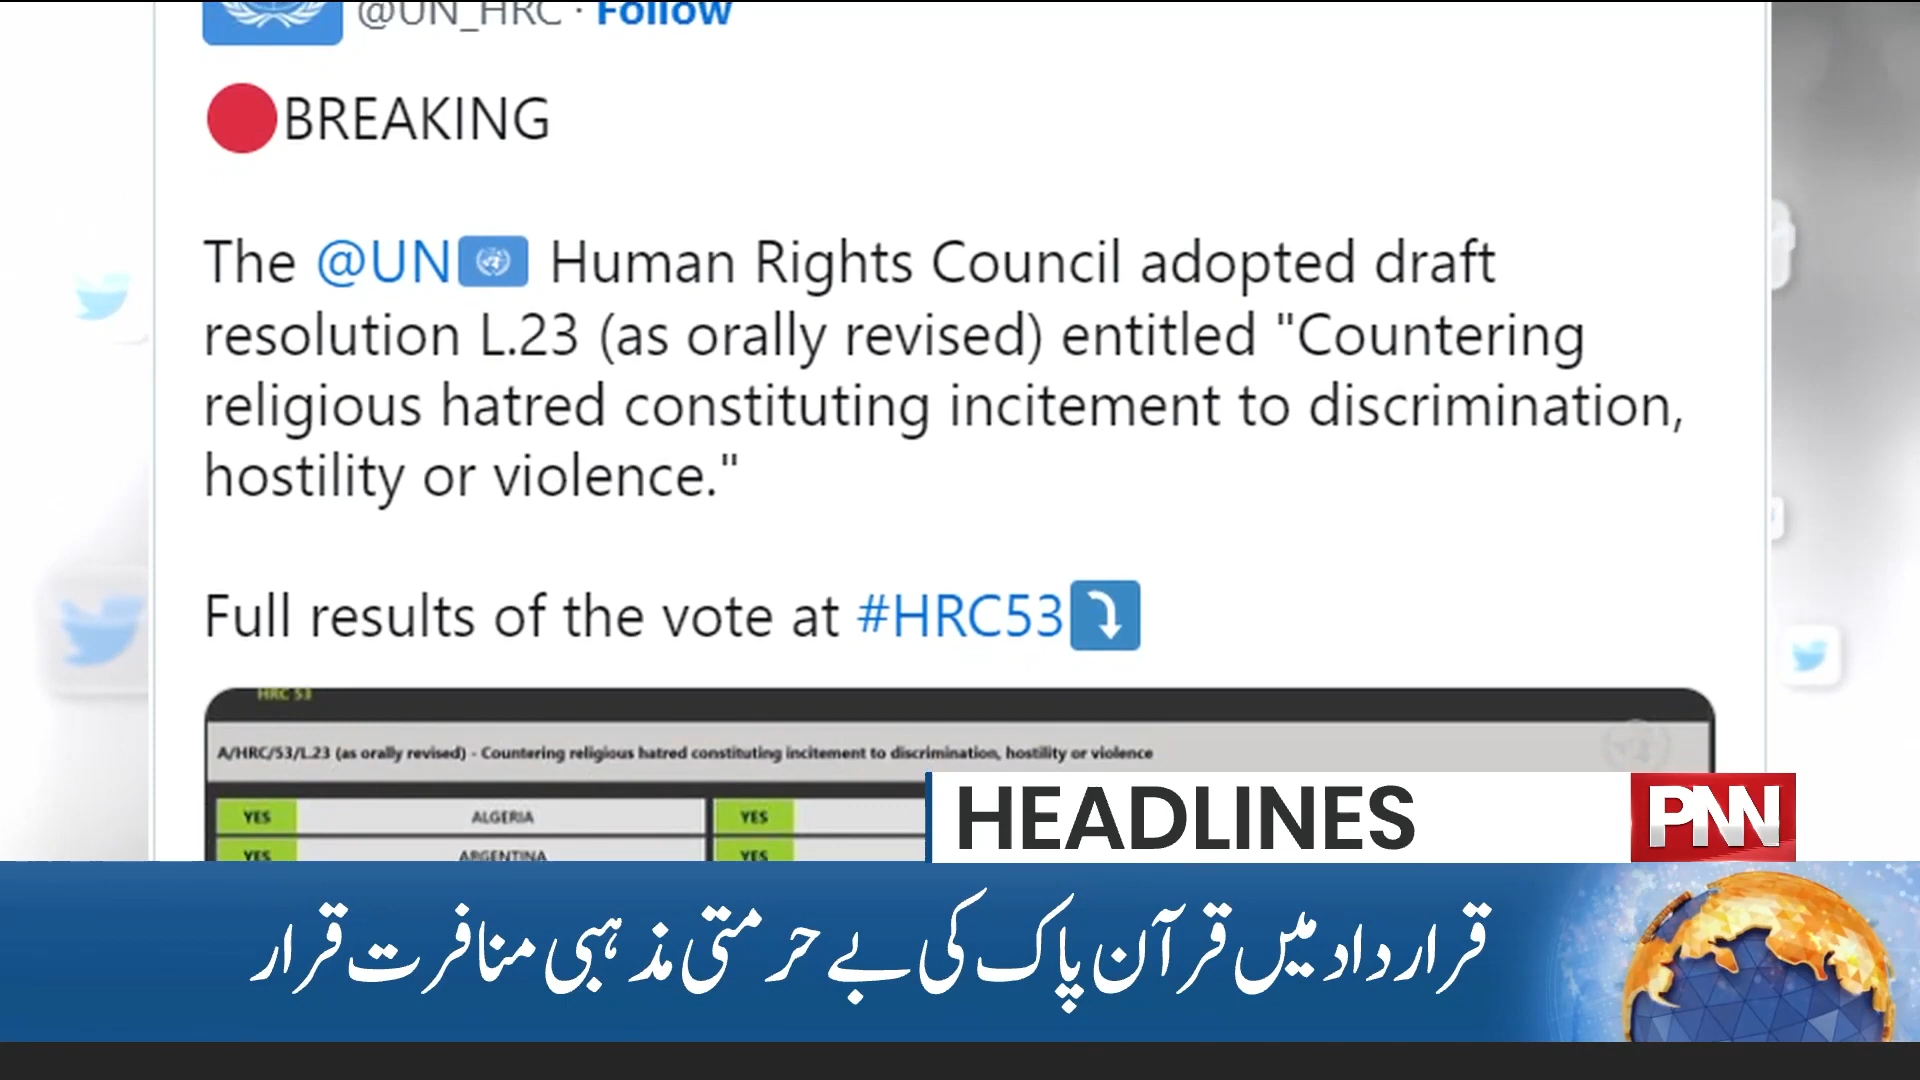 @UN_HRC · Follow
🔴BREAKING
The @UN🇺🇳 Human Rights Council adopted draft
resolution L.23 (as orally revised) entitled "Countering
religious hatred constituting incitement to discrimination,
hostility or violence."
Full results of the vote at #HRC53⤵️
HRC 53
A/HRC/53/L.23 (as orally revised) - Countering religious hatred constituting incitement to discrimination, hostility or violence
YES ALGERIA YES
YES ARGENTINA YES
HEADLINES PNN
قرارداد میں قرآن پاک کی بے حرمتی مذہبی منافرت قرار